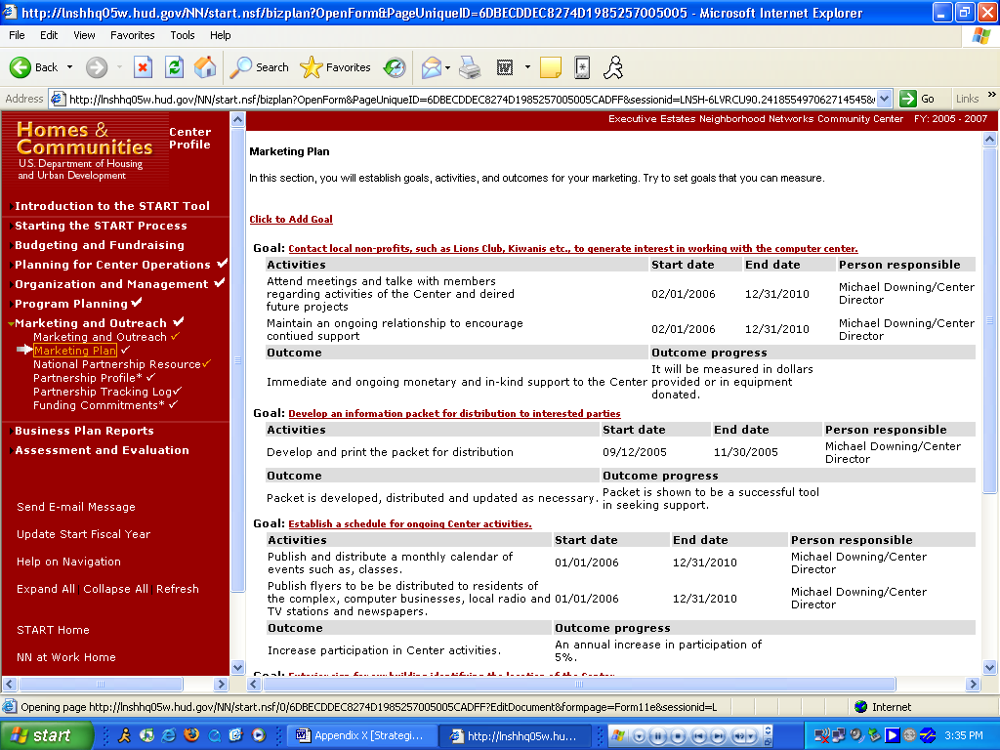 http://lnshhq05w.hud.gov/NN/start.nsf/bizplan?OpenForm&PageUniqueID=6DBECDDEC8274D1985257005005 - Microsoft Internet Explorer
File Edit View Favorites Tools Help
Back Search Favorites
Address http://lnshhq05w.hud.gov/NN/start.nsf/bizplan?OpenForm&PageUniqueID=6DBECDDEC8274D1985257005005CADFF&sessionid=LNSH-6LVRCU90.241855497062714545& Go Links »
Homes &
Communities
U.S. Department of Housing
and Urban Development
Center
Profile
Introduction to the START Tool
Starting the START Process
Budgeting and Fundraising
Planning for Center Operations
Organization and Management
Program Planning
Marketing and Outreach
Marketing and Outreach
Marketing Plan
National Partnership Resource
Partnership Profile*
Partnership Tracking Log
Funding Commitments*
Business Plan Reports
Assessment and Evaluation
Send E-mail Message
Update Start Fiscal Year
Help on Navigation
Expand All Collapse All Refresh
START Home
NN at Work Home
Executive Estates Neighborhood Networks Community Center FY: 2005 - 2007
Marketing Plan
In this section, you will establish goals, activities, and outcomes for your marketing. Try to set goals that you can measure.
Click to Add Goal
Goal: Contact local non-profits, such as Lions Club, Kiwanis etc., to generate interest in working with the computer center.
Activities Start date End date Person responsible
Attend meetings and talke with members
regarding activities of the Center and deired
future projects
02/01/2006 12/31/2010 Michael Downing/Center
Director
Maintain an ongoing relationship to encourage
contiued support
02/01/2006 12/31/2010 Michael Downing/Center
Director
Outcome Outcome progress
Immediate and ongoing monetary and in-kind support to the Center
It will be measured in dollars
provided or in equipment
donated.
Goal: Develop an information packet for distribution to interested parties
Activities Start date End date Person responsible
Develop and print the packet for distribution 09/12/2005 11/30/2005 Michael Downing/Center
Director
Outcome Outcome progress
Packet is developed, distributed and updated as necessary.
Packet is shown to be a successful tool
in seeking support.
Goal: Establish a schedule for ongoing Center activities.
Activities Start date End date Person responsible
Publish and distribute a monthly calendar of
events such as, classes.
01/01/2006 12/31/2010 Michael Downing/Center
Director
Publish flyers to be be distributed to residents of
the complex, computer businesses, local radio and
TV stations and newspapers.
01/01/2006 12/31/2010 Michael Downing/Center
Director
Outcome Outcome progress
Increase participation in Center activities.
An annual increase in participation of
5%.
Goal: Exterior sign for our building identifying the location of the Center
Opening page http://lnshhq05w.hud.gov/NN/start.nsf/0/6DBECDDEC8274D1985257005005CADFF?EditDocument&formpage=Form11e&sessionid=L Internet
start Appendix X [Strategi... http://lnshhq05w.hu... 3:35 PM